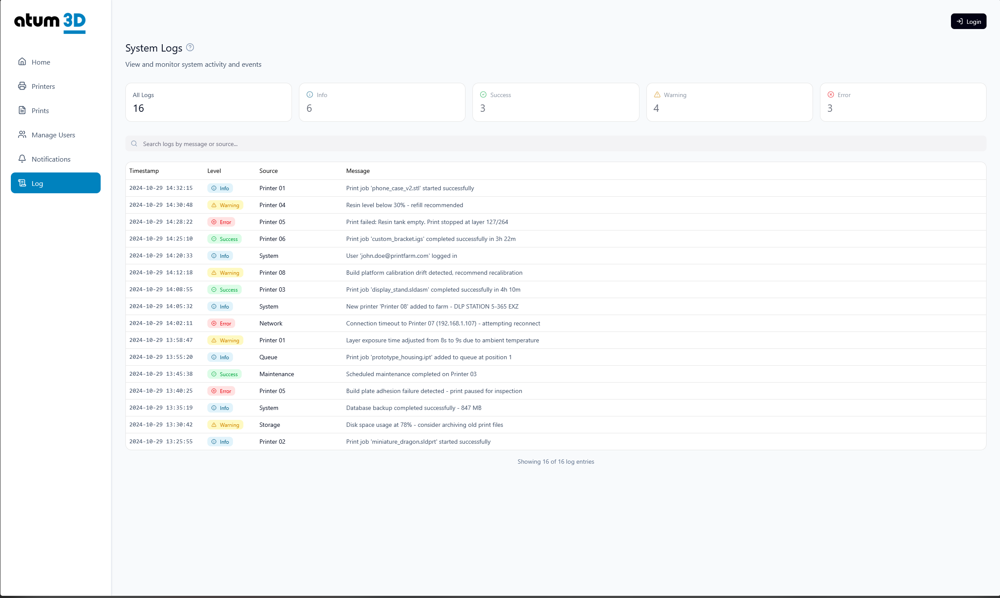 atum 3D
Login
Home
Printers
Prints
Manage Users
Notifications
Log
System Logs
View and monitor system activity and events
All Logs
16
Info
6
Success
3
Warning
4
Error
3
Search logs by message or source...
Timestamp Level Source Message
2024-10-29 14:32:15 Info Printer 01 Print job 'phone_case_v2.stl' started successfully
2024-10-29 14:30:48 Warning Printer 04 Resin level below 30% - refill recommended
2024-10-29 14:28:22 Error Printer 05 Print failed: Resin tank empty. Print stopped at layer 127/264
2024-10-29 14:25:10 Success Printer 06 Print job 'custom_bracket.igs' completed successfully in 3h 22m
2024-10-29 14:20:33 Info System User 'john.doe@printfarm.com' logged in
2024-10-29 14:12:18 Warning Printer 08 Build platform calibration drift detected, recommend recalibration
2024-10-29 14:08:55 Success Printer 03 Print job 'display_stand.sldasm' completed successfully in 4h 10m
2024-10-29 14:05:32 Info System New printer 'Printer 08' added to farm - DLP STATION 5-365 EXZ
2024-10-29 14:02:11 Error Network Connection timeout to Printer 07 (192.168.1.107) - attempting reconnect
2024-10-29 13:58:47 Warning Printer 01 Layer exposure time adjusted from 8s to 9s due to ambient temperature
2024-10-29 13:55:20 Info Queue Print job 'prototype_housing.ipt' added to queue at position 1
2024-10-29 13:45:38 Success Maintenance Scheduled maintenance completed on Printer 03
2024-10-29 13:40:25 Error Printer 05 Build plate adhesion failure detected - print paused for inspection
2024-10-29 13:35:19 Info System Database backup completed successfully - 847 MB
2024-10-29 13:30:42 Warning Storage Disk space usage at 78% - consider archiving old print files
2024-10-29 13:25:55 Info Printer 02 Print job 'miniature_dragon.sldprt' started successfully
Showing 16 of 16 log entries